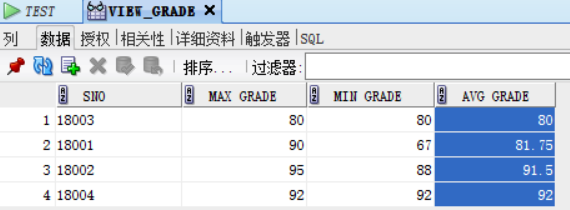 TEST VIEW_GRADE
列 数据 授权 相关性 详细资料 触发器 SQL
排序... 过滤器:
SNO MAX GRADE MIN GRADE AVG GRADE
1 18003 80 80 80
2 18001 90 67 81.75
3 18002 95 88 91.5
4 18004 92 92 92